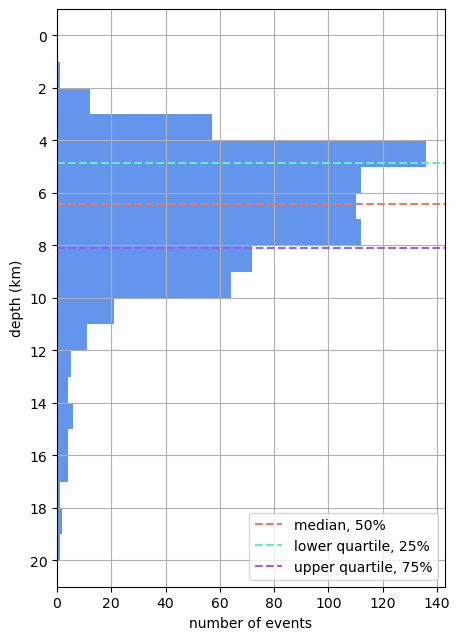 0
2
4
6
8
10
12
14
16
18
20
depth (km)
median, 50%
lower quartile, 25%
upper quartile, 75%
0 20 40 60 80 100 120 140
number of events